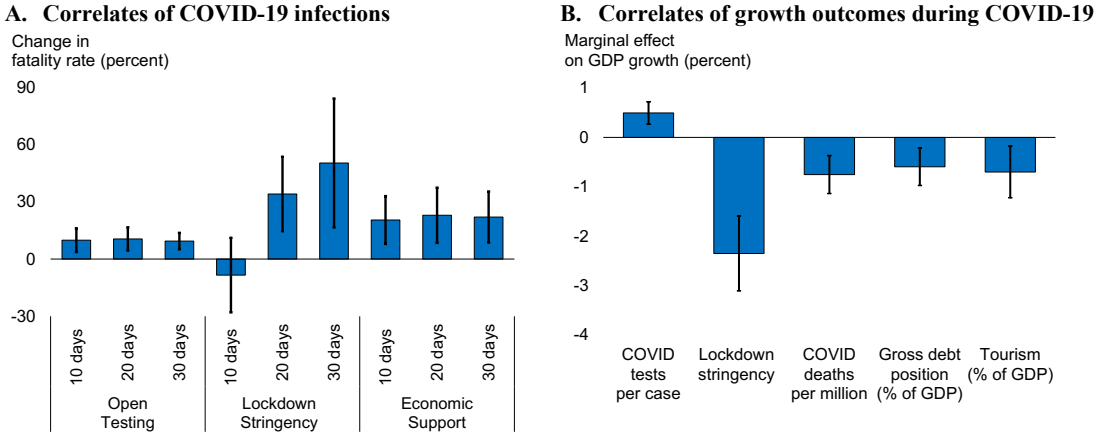 A. Correlates of COVID-19 infections
Change in
fatality rate (percent)
90
60
30
0
-30
10 days
20 days
30 days
10 days
20 days
30 days
10 days
20 days
30 days
Open
Testing
Lockdown
Stringency
Economic
Support
B. Correlates of growth outcomes during COVID-19
Marginal effect
on GDP growth (percent)
1
0
-1
-2
-3
-4
COVID
tests
per case
Lockdown
stringency
COVID
deaths
per million
Gross debt
position
(% of GDP)
Tourism
(% of GDP)